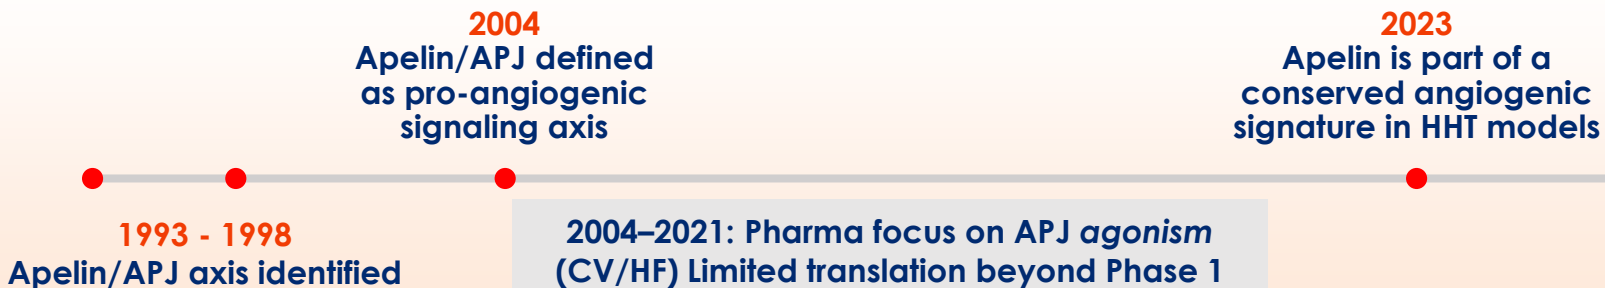 2004
Apelin/APJ defined
as pro-angiogenic
signaling axis
2023
Apelin is part of a
conserved angiogenic
signature in HHT models
1993 - 1998
Apelin/APJ axis identified
2004–2021: Pharma focus on APJ agonism
(CV/HF) Limited translation beyond Phase 1